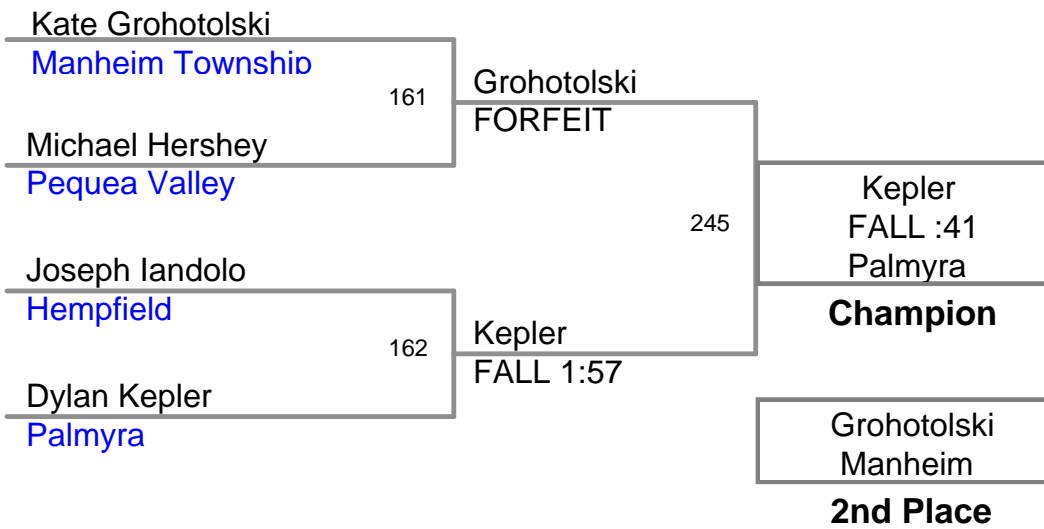 Kate Grohotolski
Manheim Township
161
Michael Hershey
Pequea Valley
Grohotolski
FORFEIT
Joseph Iandolo
Hempfield
162
Dylan Kepler
Palmyra
Kepler
FALL 1:57
245
Kepler
FALL :41
Palmyra
Champion
Grohotolski
Manheim
2nd Place